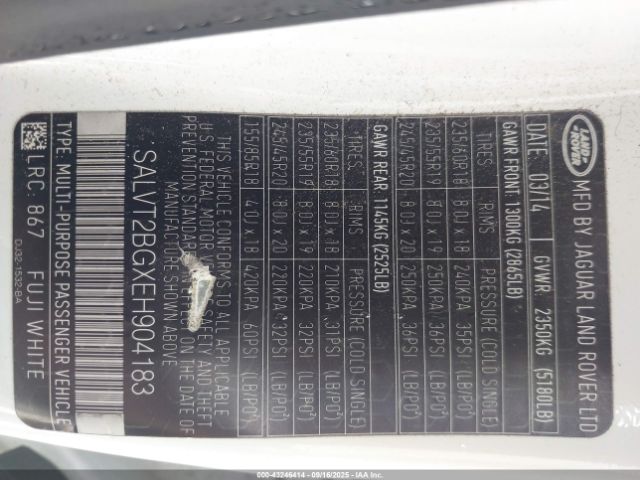 LAND-
ROVER
MFD BY JAGUAR LAND ROVER LTD
DATE: 03/14 GVWR: 2350KG (5180LB)
GAWR FRONT 1300KG (2865LB)
TIRES RIMS PRESSURE (COLD SINGLE)
235/60R18 8.0J x 18 240KPA, 35PSI (LB/PO²)
235/55R19 8.0J x 19 250KPA, 36PSI (LB/PO²)
245/45R20 8.0J x 20 250KPA, 36PSI (LB/PO²)
GAWR REAR 1145KG (2525LB)
TIRES RIMS PRESSURE (COLD SINGLE)
235/60R18 8.0J x 18 210KPA, 31PSI (LB/PO²)
235/55R19 8.0J x 19 220KPA, 32PSI (LB/PO²)
245/45R20 8.0J x 20 220KPA, 32PSI (LB/PO²)
T155/85R18 4.0J x 18 420KPA, 60PSI (LB/PO²)
THIS VEHICLE CONFORMS TO ALL APPLICABLE
U.S FEDERAL MOTOR SAFETY AND THEFT
PREVENTION STANDARDS ON THE DATE OF
MANUFACTURE SHOWN ABOVE
SALVT2BGXEH904183
TYPE: MULTI-PURPOSE PASSENGER VEHICLE
LRC: 867 FUJI WHITE
DJ32-1532-BA
000-43246414 - 09/16/2025 - IAAI.COM